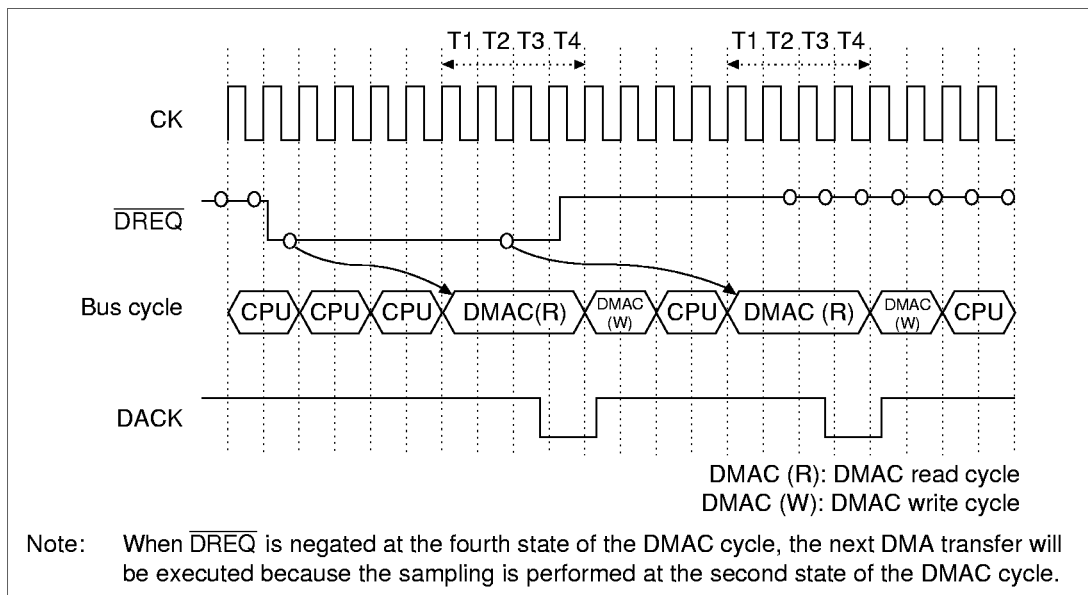 T1 T2 T3 T4 T1 T2 T3 T4
CK
DREQ
Bus cycle CPU CPU CPU DMAC(R) DMAC (W) CPU DMAC (R) DMAC (W) CPU
DACK
DMAC (R): DMAC read cycle
DMAC (W): DMAC write cycle
Note: When DREQ is negated at the fourth state of the DMAC cycle, the next DMA transfer will
be executed because the sampling is performed at the second state of the DMAC cycle.